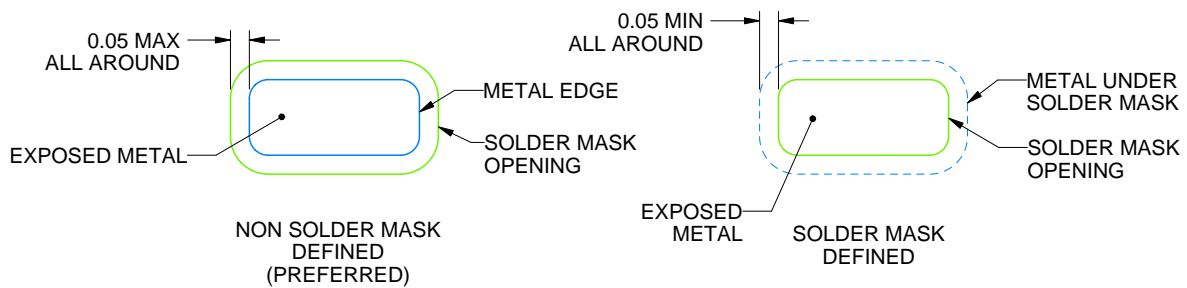 0.05 MAX
ALL AROUND
METAL EDGE
EXPOSED METAL
SOLDER MASK
OPENING
NON SOLDER MASK
DEFINED
(PREFERRED)
0.05 MIN
ALL AROUND
METAL UNDER
SOLDER MASK
SOLDER MASK
OPENING
EXPOSED
METAL
SOLDER MASK
DEFINED